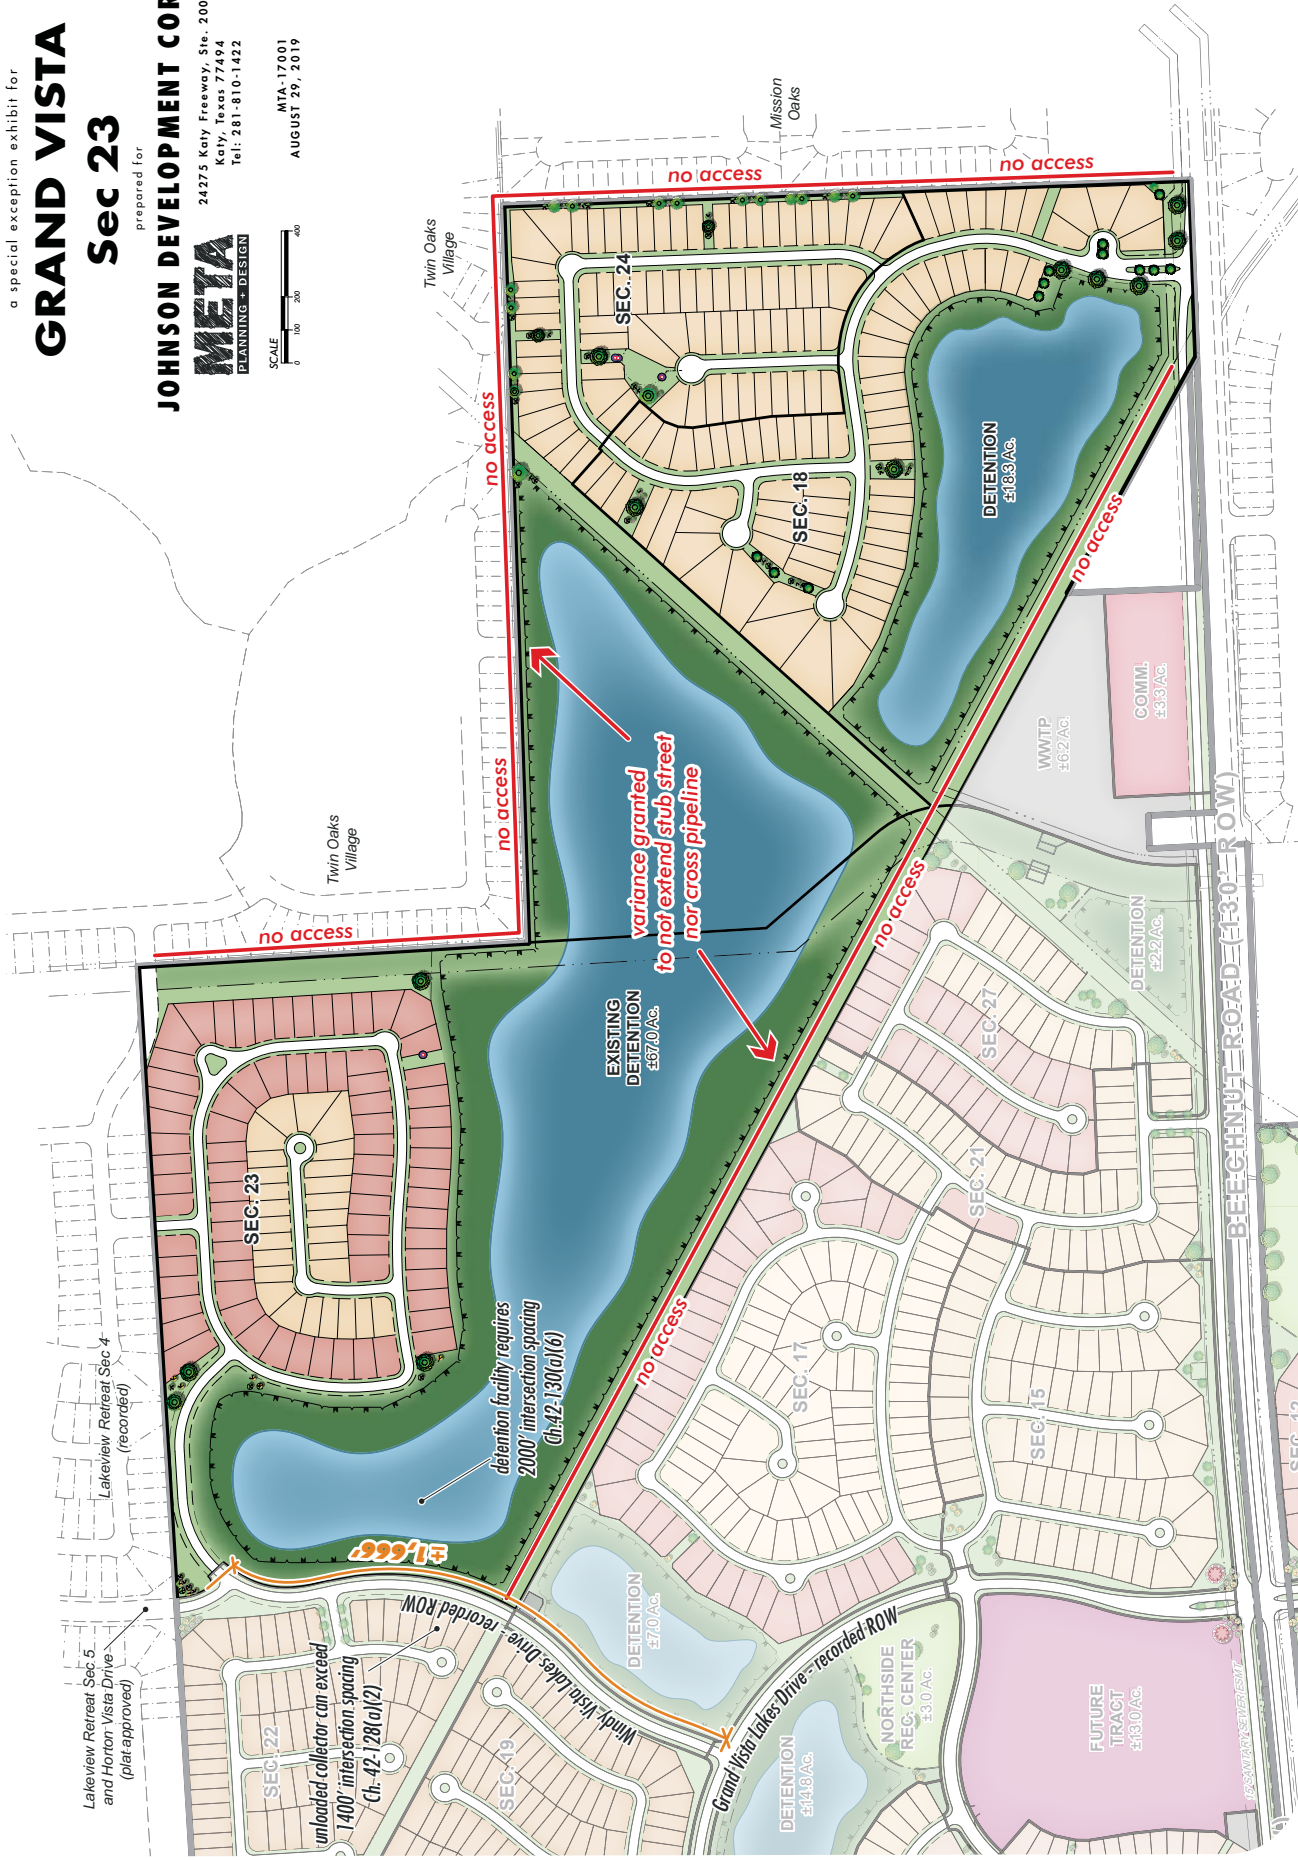 a special exception exhibit for
GRAND VISTA
Sec 23
prepared for
JOHNSON DEVELOPMENT COR
META
PLANNING + DESIGN
24275 Katy Freeway, Ste. 200
Katy, Texas 77494
Tel: 281-810-1422
SCALE
0 100 200 400
MTA-17001
AUGUST 29, 2019
Mission
Oaks
Twin Oaks
Village
Twin Oaks
Village
no access
no access
no access
no access
no access
no access
no access
no access
SEC. 24
SEC. 18
DETENTION
±18.3 Ac.
variance granted
to not extend stub street
nor cross pipeline
EXISTING
DETENTION
±67.0 Ac.
SEC. 23
detention facility requires
2000' intersection spacing
Ch.42-130(a)(6)
±1,666'
Lakeview Retreat Sec 4
(recorded)
Lakeview Retreat Sec 5
and Horton Vista Drive
(plat approved)
unloaded collector can exceed
1400' intersection spacing
Ch. 42-128(a)(2)
Windy Vista Lakes Drive - recorded ROW
Grand Vista Lakes Drive - recorded ROW
SEC. 22
SEC. 19
DETENTION
±7.0 Ac.
DETENTION
±14.8 Ac.
NORTHSIDE
REC. CENTER
±3.0 Ac.
FUTURE
TRACT
±13.0 Ac.
SEC. 17
SEC. 15
SEC. 21
SEC. 27
DETENTION
±2.2 Ac.
WWTP
±6.2 Ac.
COMM.
±3.3 Ac.
BEECHNUT ROAD (130' ROW)